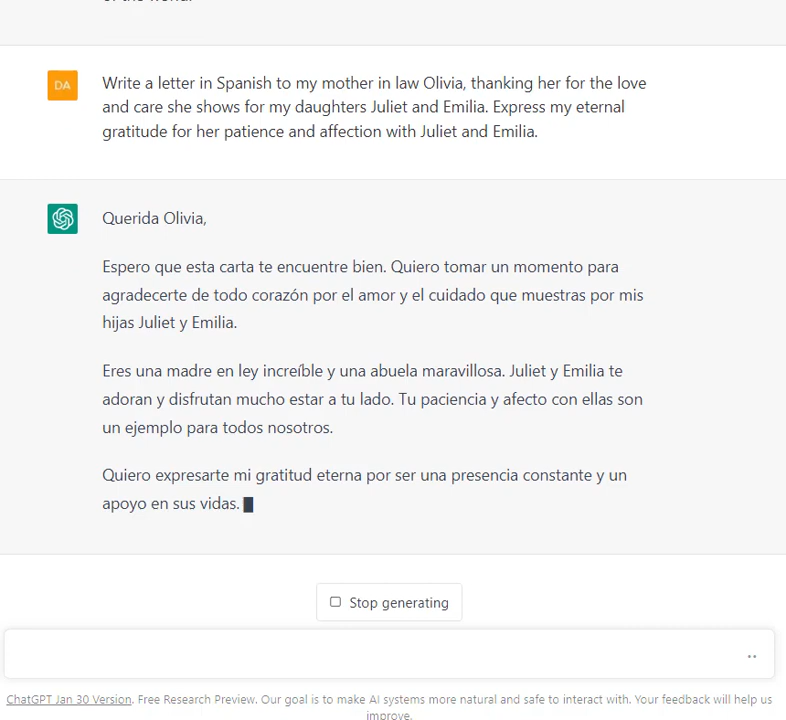 DA
Write a letter in Spanish to my mother in law Olivia, thanking her for the love
and care she shows for my daughters Juliet and Emilia. Express my eternal
gratitude for her patience and affection with Juliet and Emilia.
Querida Olivia,
Espero que esta carta te encuentre bien. Quiero tomar un momento para
agradecerte de todo corazón por el amor y el cuidado que muestras por mis
hijas Juliet y Emilia.
Eres una madre en ley increíble y una abuela maravillosa. Juliet y Emilia te
adoran y disfrutan mucho estar a tu lado. Tu paciencia y afecto con ellas son
un ejemplo para todos nosotros.
Quiero expresarte mi gratitud eterna por ser una presencia constante y un
apoyo en sus vidas.
Stop generating
ChatGPT Jan 30 Version. Free Research Preview. Our goal is to make AI systems more natural and safe to interact with. Your feedback will help us
improve.